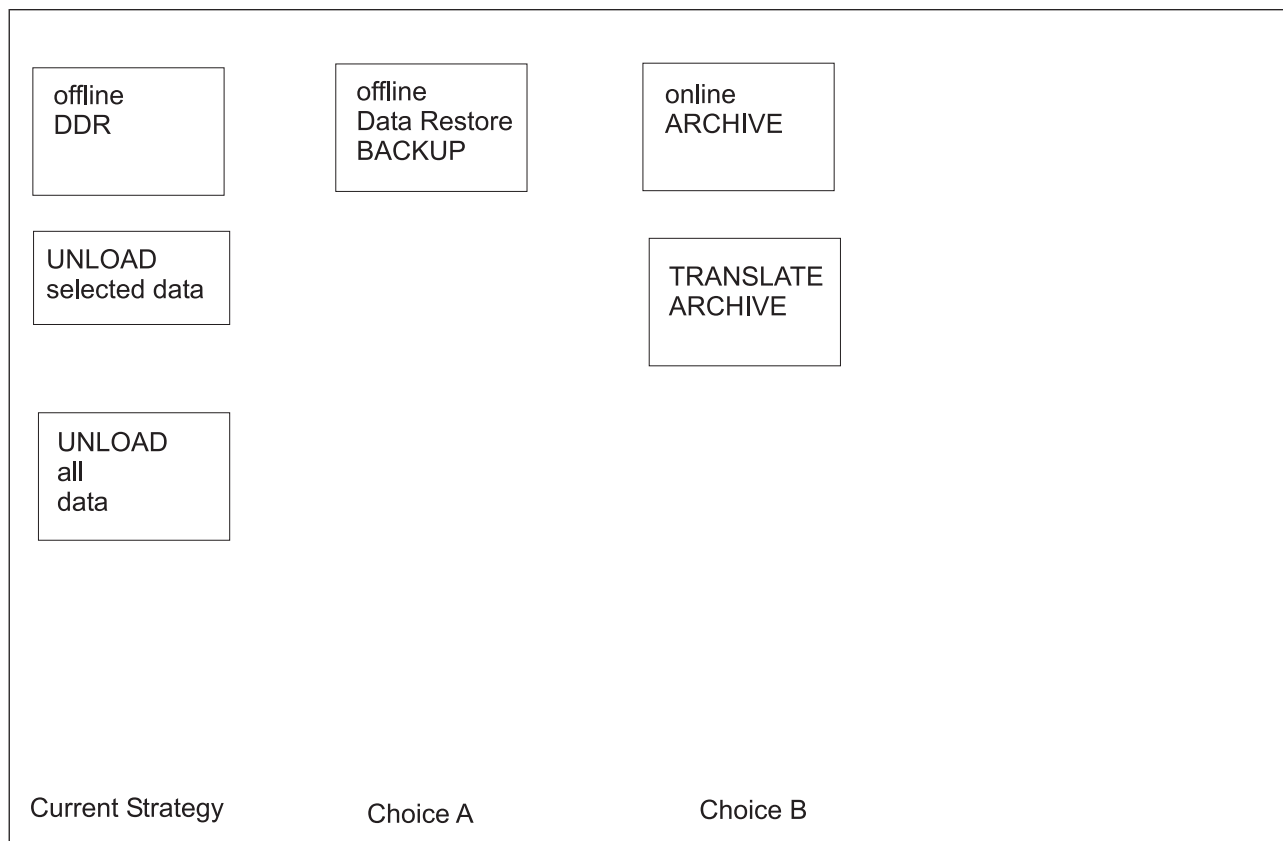 offline
DDR
UNLOAD
selected data
UNLOAD
all
data
Current Strategy
offline
Data Restore
BACKUP
Choice A
online
ARCHIVE
TRANSLATE
ARCHIVE
Choice B